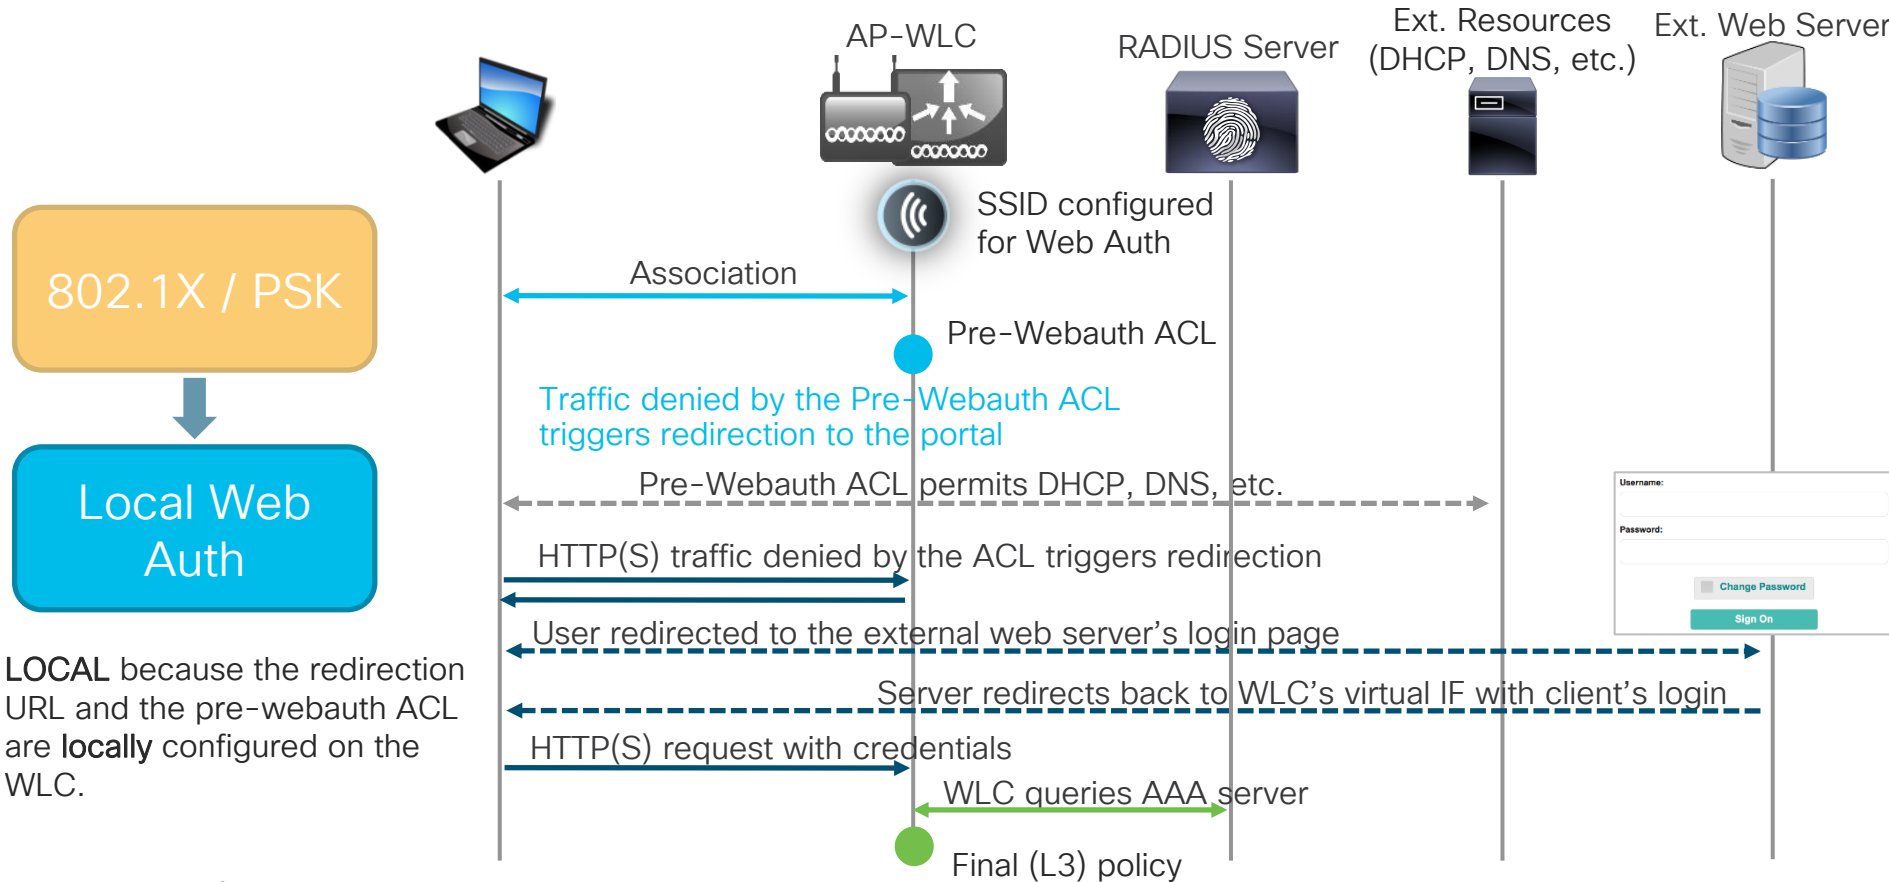 AP-WLC
RADIUS Server
Ext. Resources
(DHCP, DNS, etc.)
Ext. Web Server
SSID configured
for Web Auth
802.1X / PSK
Association
Pre-Webauth ACL
Traffic denied by the Pre-Webauth ACL
triggers redirection to the portal
Local Web
Auth
Pre-Webauth ACL permits DHCP, DNS, etc.
Username:
Password:
Change Password
Sign On
HTTP(S) traffic denied by the ACL triggers redirection
User redirected to the external web server's login page
LOCAL because the redirection
URL and the pre-webauth ACL
are locally configured on the
WLC.
Server redirects back to WLC's virtual IF with client's login
HTTP(S) request with credentials
WLC queries AAA server
Final (L3) policy